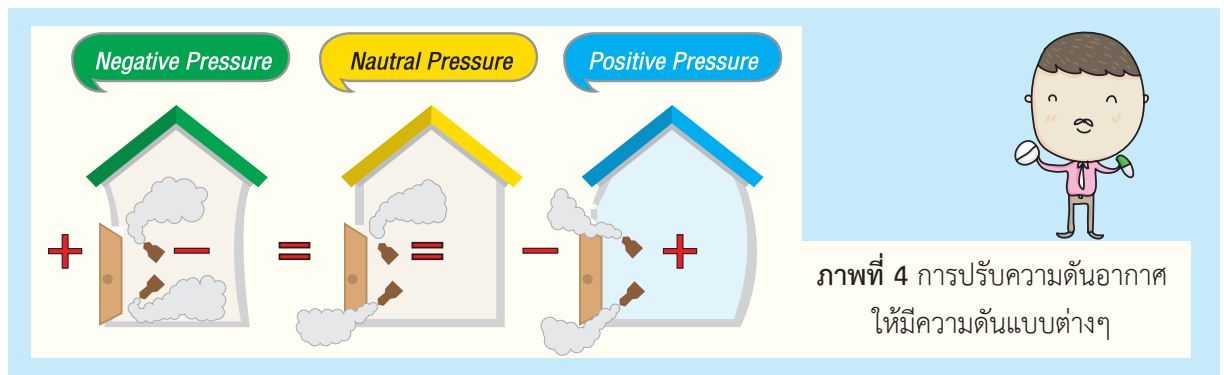 Negative Pressure
Nautral Pressure
Positive Pressure
+ − = = − +
ภาพที่ 4 การปรับความดันอากาศ
ให้มีความดันแบบต่างๆ